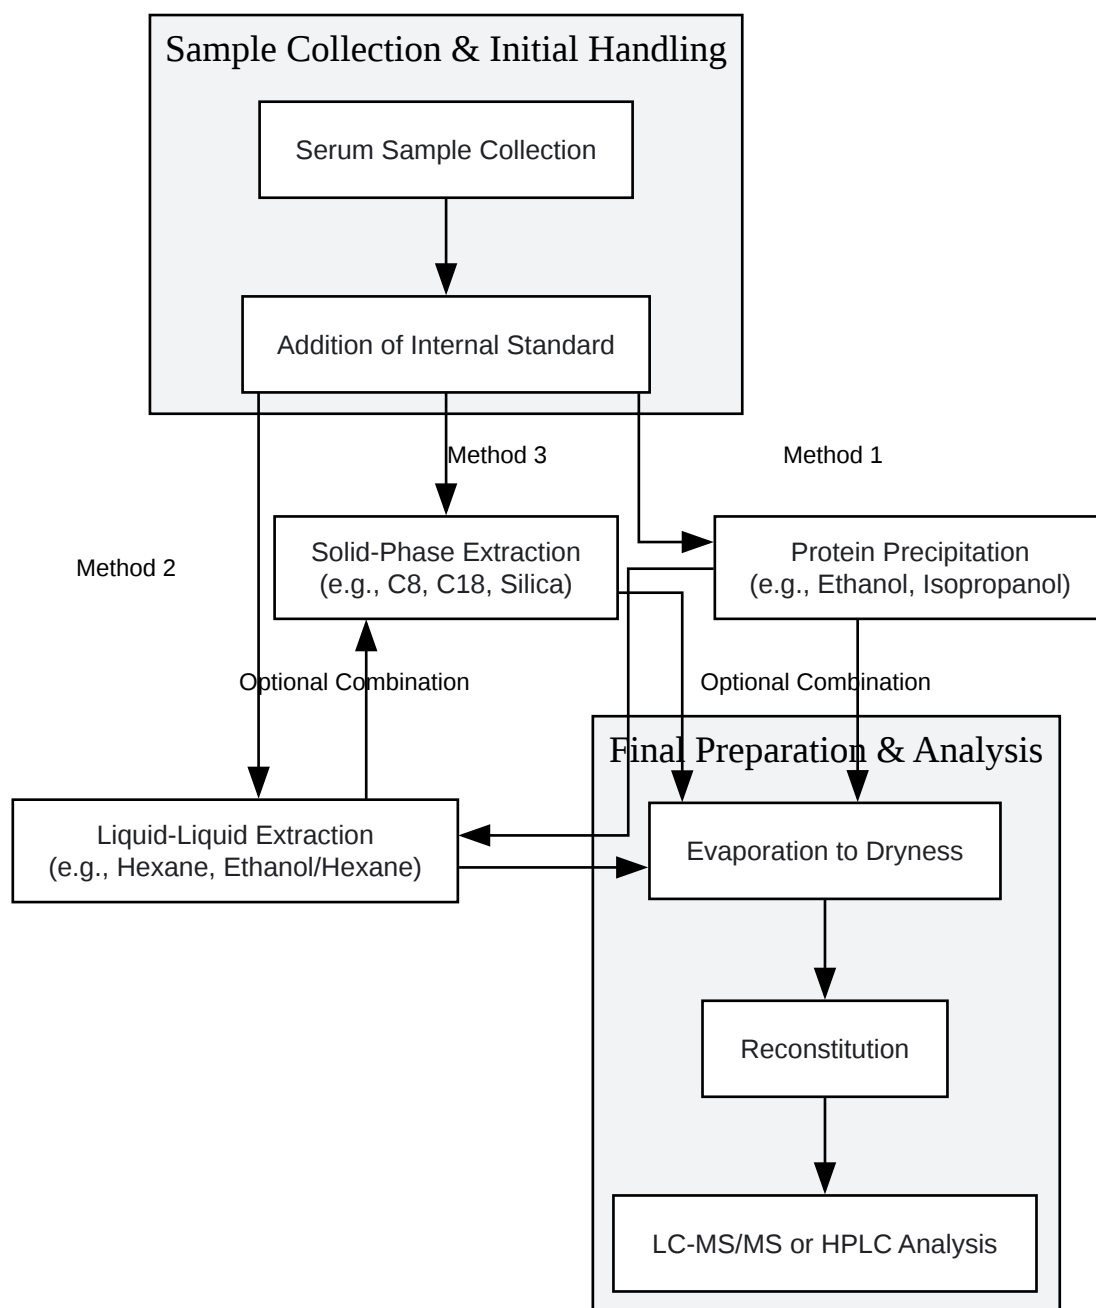 Sample Collection & Initial Handling
Serum Sample Collection
Addition of Internal Standard
Method 3
Method 1
Solid-Phase Extraction
(e.g., C8, C18, Silica)
Protein Precipitation
(e.g., Ethanol, Isopropanol)
Method 2
Optional Combination
Optional Combination
Final Preparation & Analysis
Liquid-Liquid Extraction
(e.g., Hexane, Ethanol/Hexane)
Evaporation to Dryness
Reconstitution
LC-MS/MS or HPLC Analysis